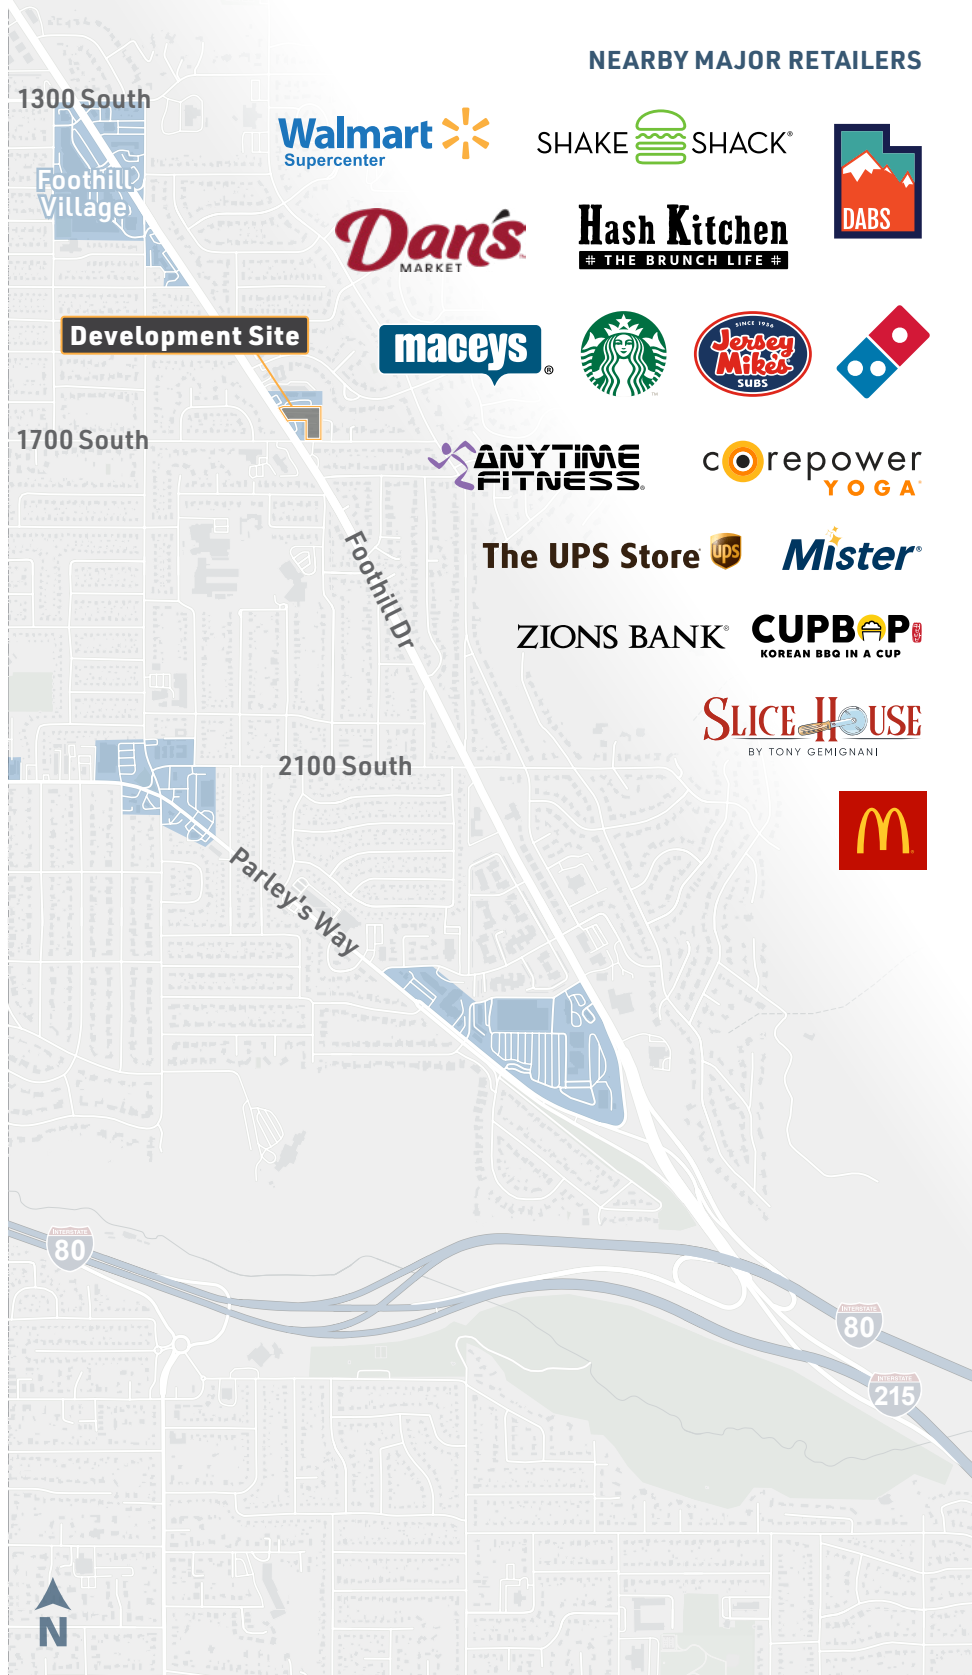 NEARBY MAJOR RETAILERS
1300 South
Walmart
Supercenter
SHAKE SHACK®
DABS
Foothill
Village
Dan's
MARKET
Hash Kitchen
# THE BRUNCH LIFE #
Development Site
maceys®
SINCE 1956
Jersey
Mike's
SUBS
1700 South
ANYTIME
FITNESS®
corepower
YOGA®
The UPS Store
ups
Mister®
Foothill Dr
ZIONS BANK®
CUPBOP
KOREAN BBQ IN A CUP
SLICE HOUSE
BY TONY GEMIGNANI
2100 South
Parley's Way
INTERSTATE
80
INTERSTATE
80
INTERSTATE
215
N